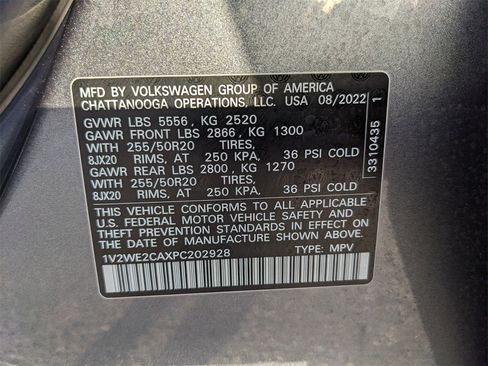 MFD BY VOLKSWAGEN GROUP OF AMERICA
CHATTANOOGA OPERATIONS, LLC. USA 08/2022
GVWR LBS 5556, KG 2520
GAWR FRONT LBS 2866, KG 1300
WITH 255/50R20 TIRES,
8JX20 RIMS, AT 250 KPA, 36 PSI COLD
GAWR REAR LBS 2800, KG 1270
WITH 255/50R20 TIRES,
8JX20 RIMS, AT 250 KPA, 36 PSI COLD
THIS VEHICLE CONFORMS TO ALL APPLICABLE
U.S. FEDERAL MOTOR VEHICLE SAFETY AND
THEFT PREVENTION STANDARDS IN EFFECT ON
THE DATE OF MANUFACTURE SHOWN ABOVE.
1V2WE2CAXPC202928 TYPE: MPV
3310435 1